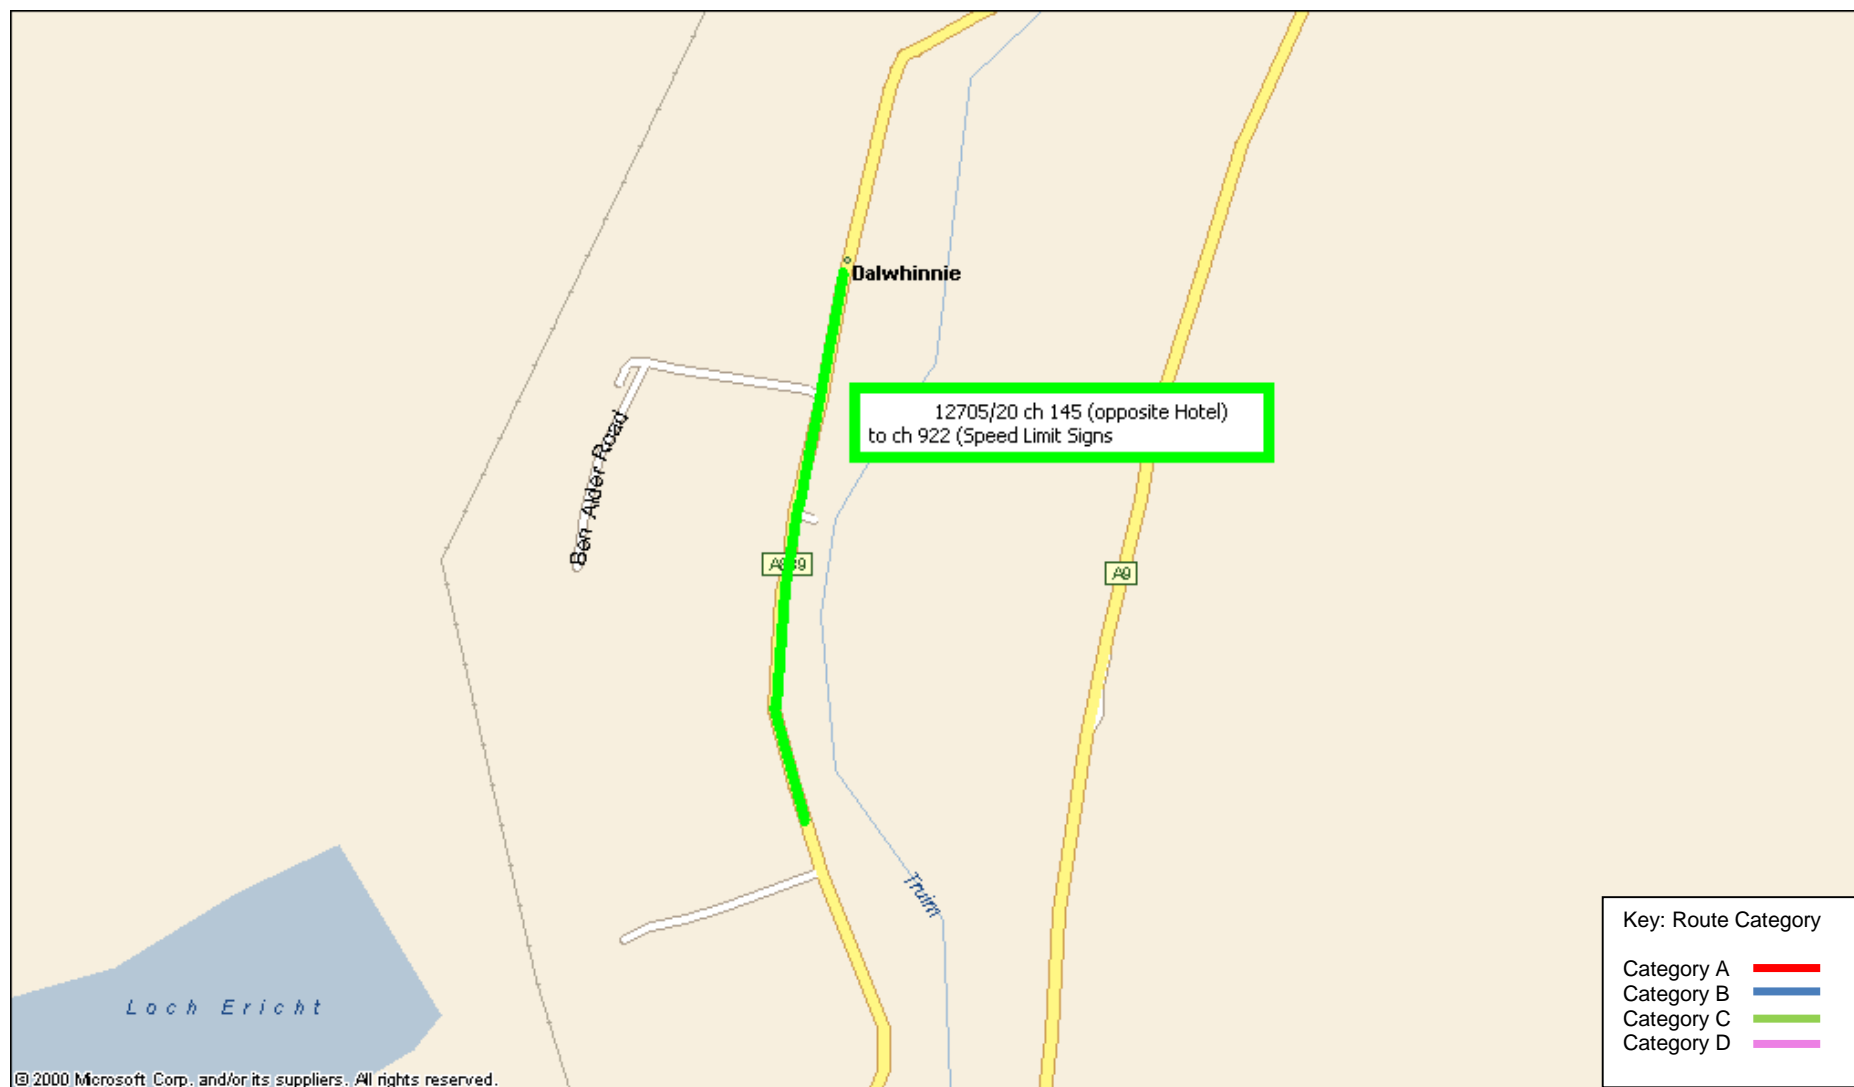 Dalwhinnie
12705/20 ch 145 (opposite Hotel)
to ch 922 (Speed Limit Signs
Ben Alder Road
A9
Truim
Key: Route Category
Category A
Category B
Category C
Category D
Loch Ericht
© 2000 Microsoft Corp. and/or its suppliers. All rights reserved.